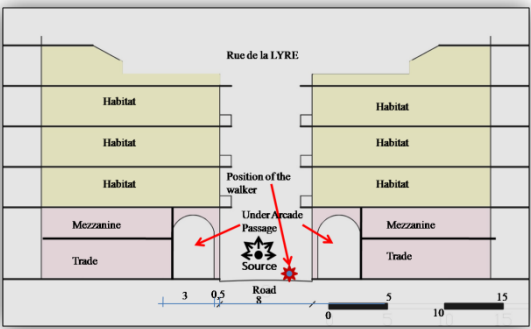 Rue de la LYRE
Habitat
Habitat
Habitat
Habitat
Habitat
Habitat
Position of the
walker
Under Arcade
Passage
Mezzanine
Mezzanine
Trade
Trade
Source
Road
3
0,5
8
5
15
0
10